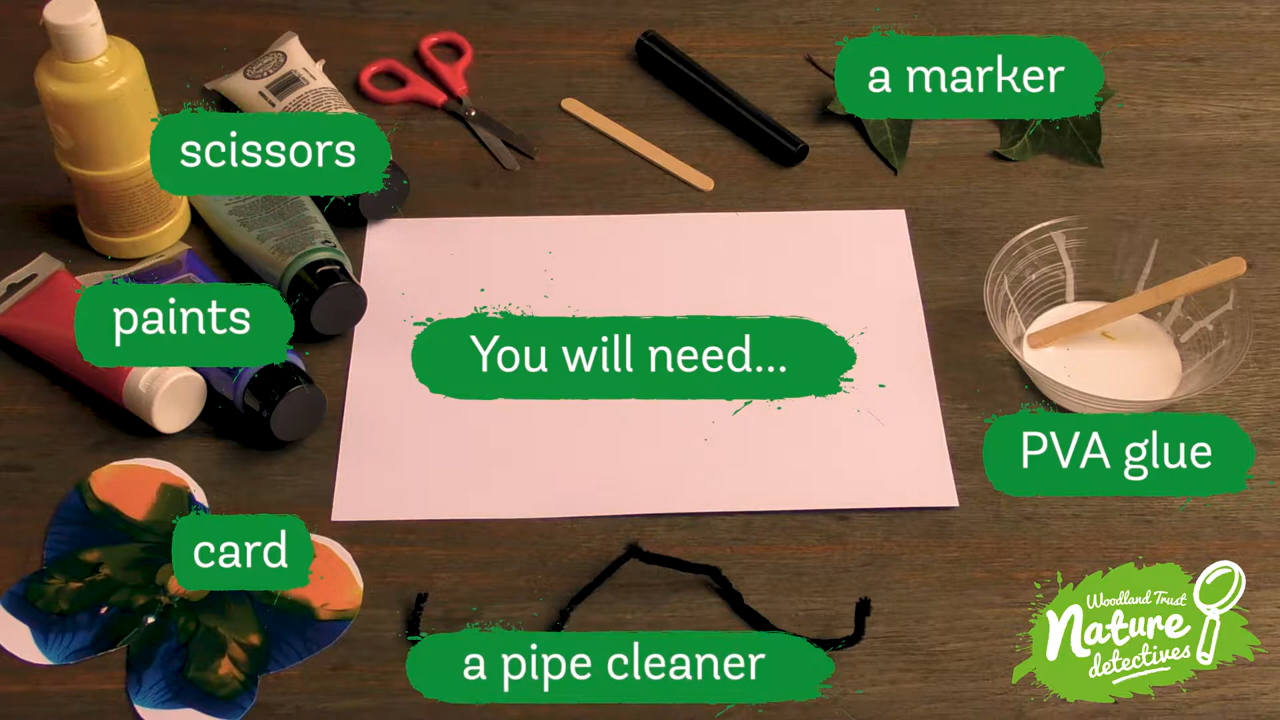 a marker
scissors
paints
You will need...
PVA glue
card
a pipe cleaner
Woodland Trust
Nature
detectives